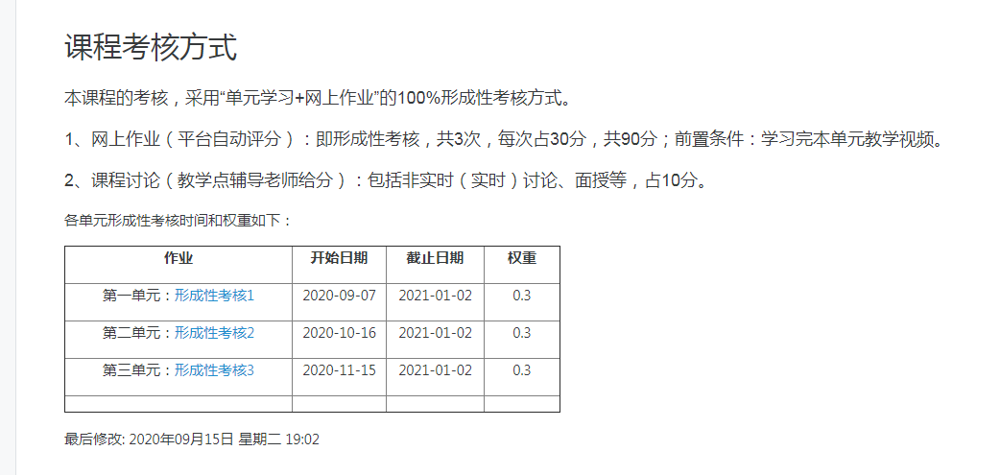 课程考核方式
本课程的考核，采用“单元学习+网上作业”的100%形成性考核方式。
1、网上作业（平台自动评分）：即形成性考核，共3次，每次占30分，共90分；前置条件：学习完本单元教学视频。
2、课程讨论（教学点辅导老师给分）：包括非实时（实时）讨论、面授等，占10分。
各单元形成性考核时间和权重如下：
作业 开始日期 截止日期 权重
第一单元：形成性考核1 2020-09-07 2021-01-02 0.3
第二单元：形成性考核2 2020-10-16 2021-01-02 0.3
第三单元：形成性考核3 2020-11-15 2021-01-02 0.3
最后修改: 2020年09月15日 星期二 19:02